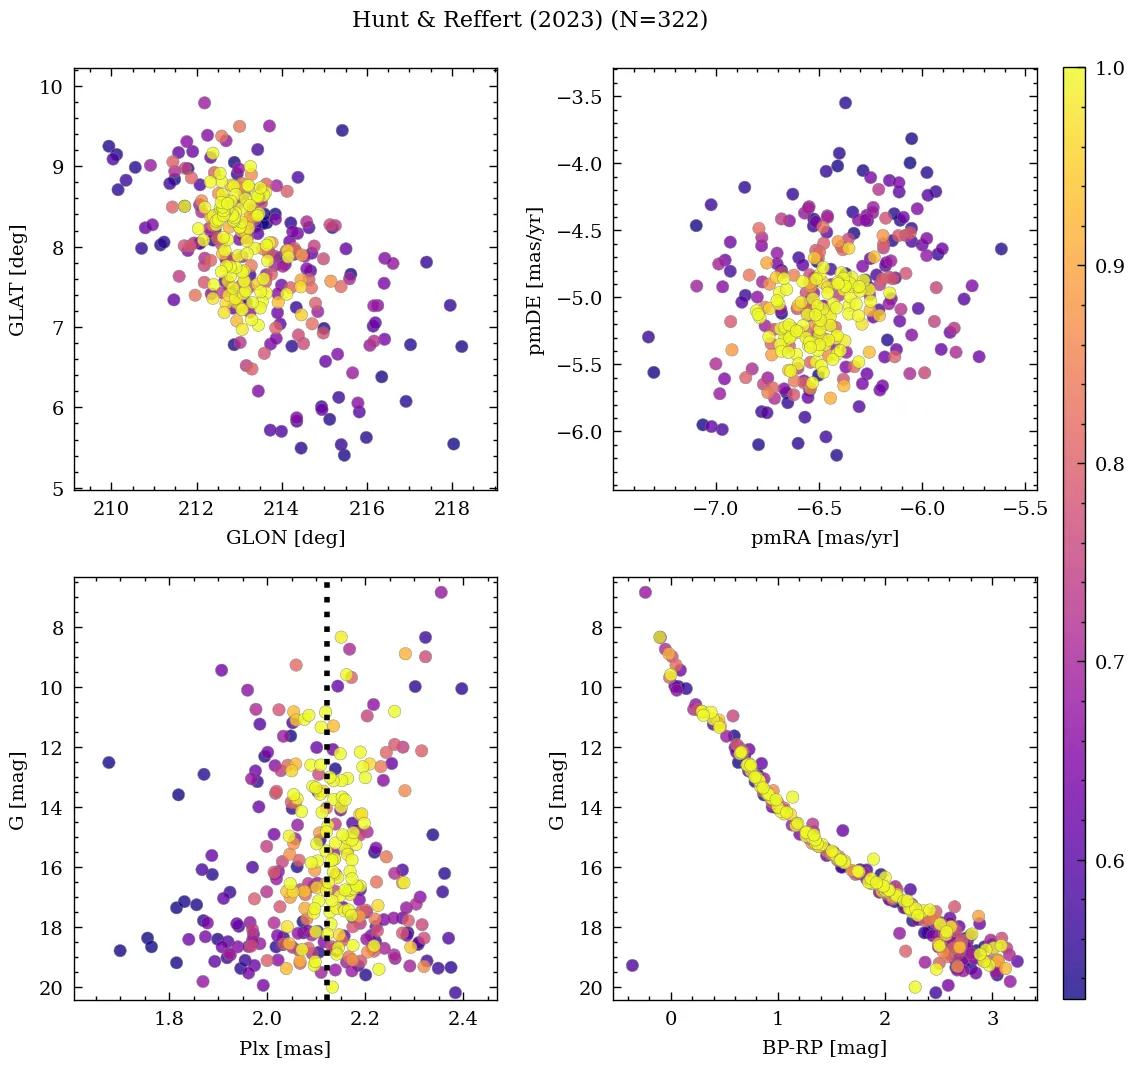 Hunt & Reffert (2023) (N=322)
10
9
8
7
6
5
GLAT [deg]
210 212 214 216 218
GLON [deg]
−3.5
−4.0
−4.5
−5.0
−5.5
−6.0
pmDE [mas/yr]
−7.0 −6.5 −6.0 −5.5
pmRA [mas/yr]
1.0
0.9
0.8
0.7
0.6
8
10
12
14
16
18
20
G [mag]
1.8 2.0 2.2 2.4
Plx [mas]
8
10
12
14
16
18
20
G [mag]
0 1 2 3
BP-RP [mag]